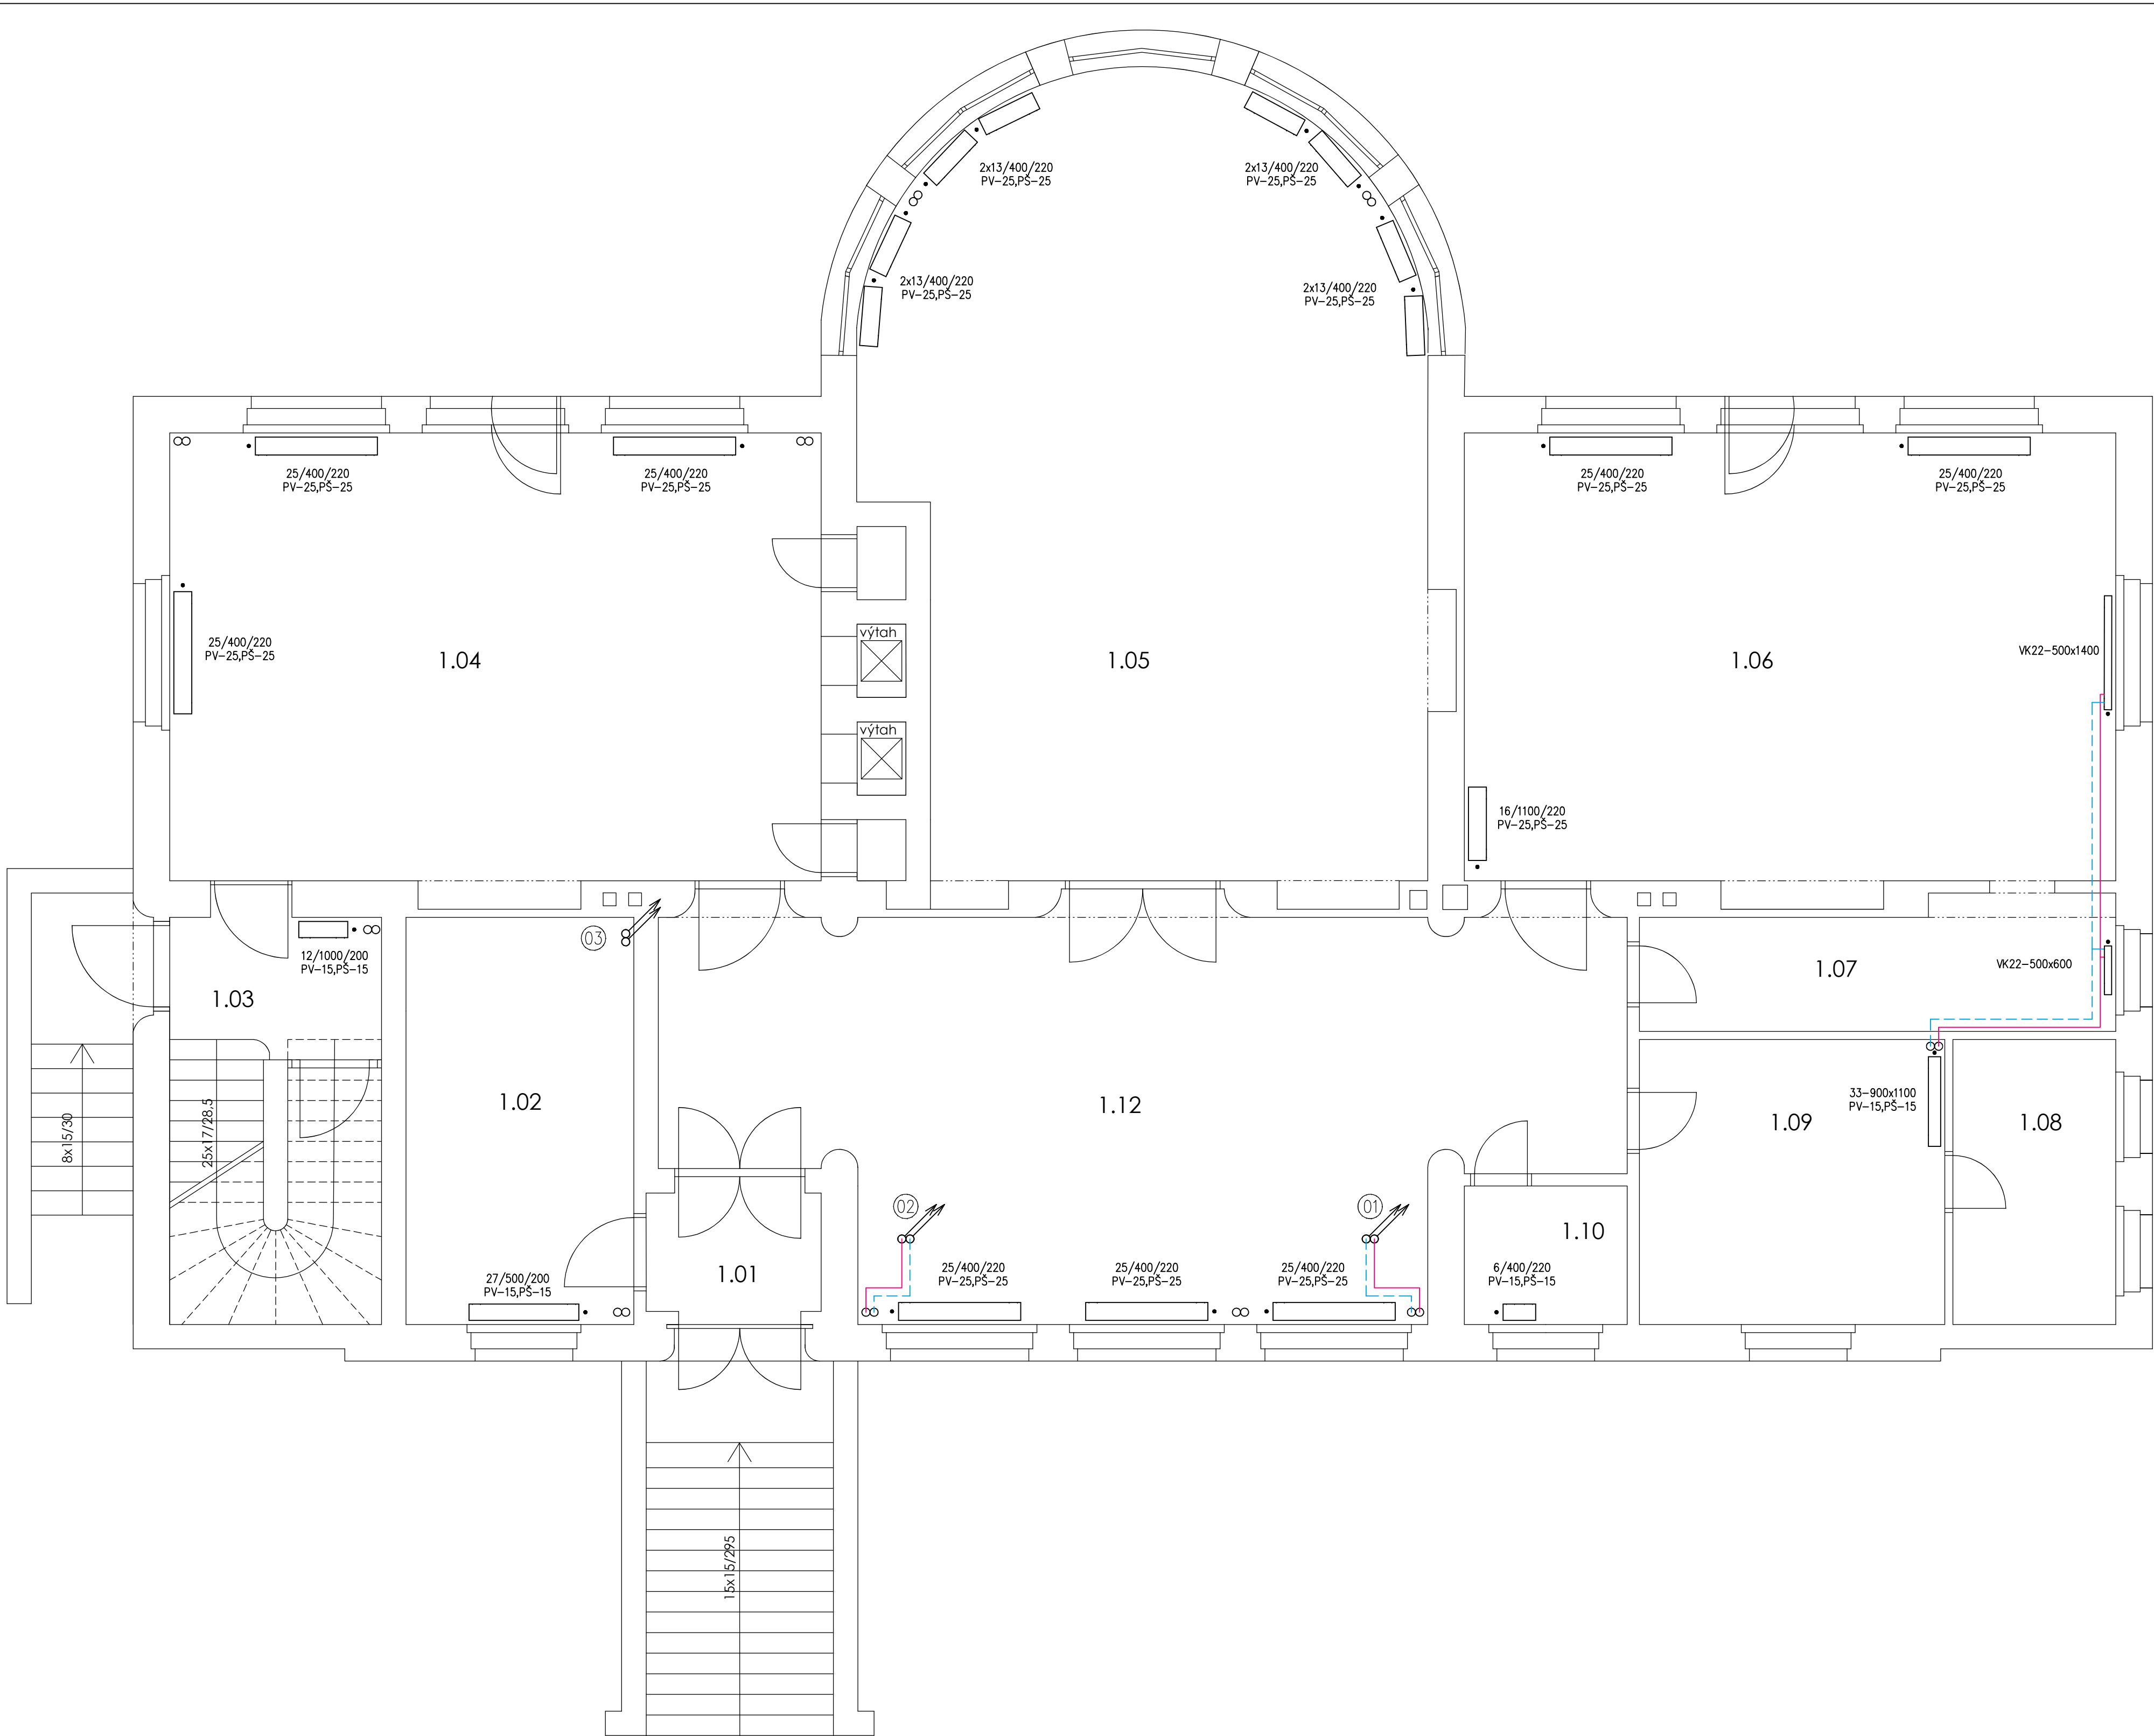 2x13/400/220
PV-25,PŠ-25
2x13/400/220
PV-25,PŠ-25
2x13/400/220
PV-25,PŠ-25
2x13/400/220
PV-25,PŠ-25
25/400/220
PV-25,PŠ-25
25/400/220
PV-25,PŠ-25
25/400/220
PV-25,PŠ-25
25/400/220
PV-25,PŠ-25
25/400/220
PV-25,PŠ-25
1.04
výtah
výtah
1.05
1.06
VK22-500x1400
16/1100/220
PV-25,PŠ-25
03
12/1000/200
PV-15,PŠ-15
1.03
1.07
VK22-500x600
8x15/30
25x17/28,5
1.02
1.12
33-900x1100
PV-15,PŠ-15
1.09
1.08
02
01
1.10
1.01
27/500/200
PV-15,PŠ-15
25/400/220
PV-25,PŠ-25
25/400/220
PV-25,PŠ-25
25/400/220
PV-25,PŠ-25
6/400/220
PV-15,PŠ-15
15x15/295